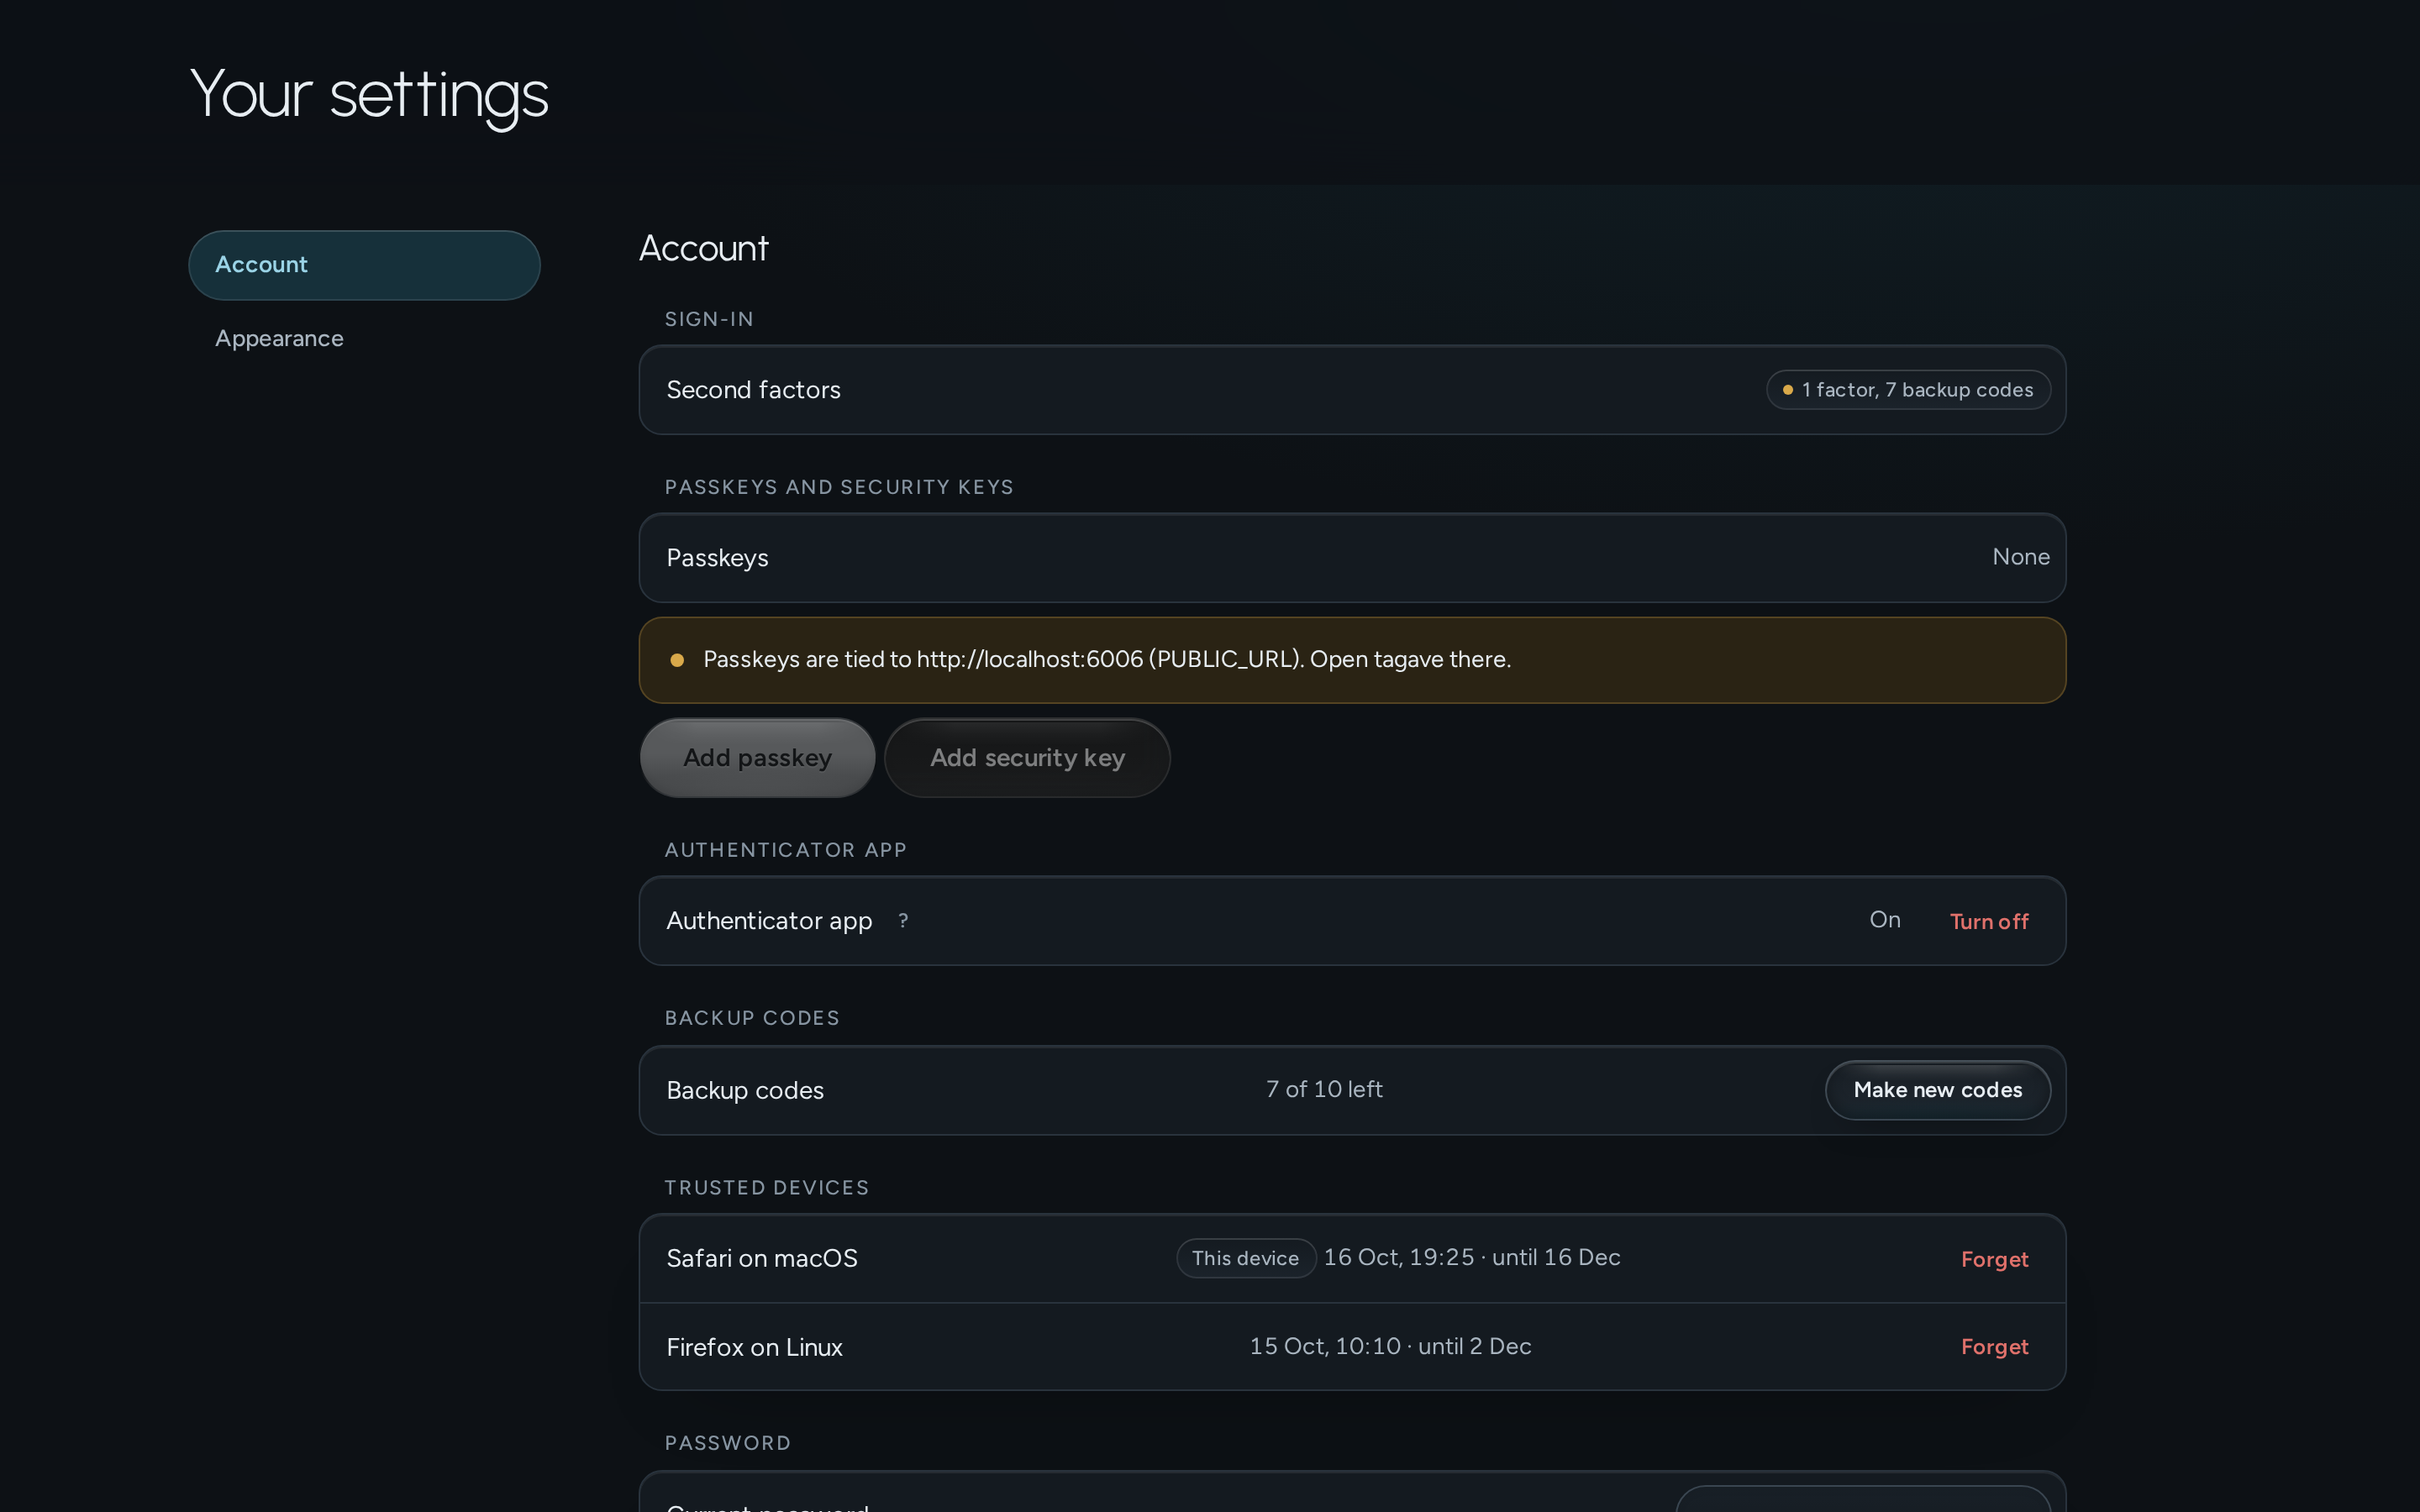 Your settings
Account
Appearance
Account
SIGN-IN
Second factors
1 factor, 7 backup codes
PASSKEYS AND SECURITY KEYS
Passkeys
None
Passkeys are tied to http://localhost:6006 (PUBLIC_URL). Open tagave there.
Add passkey
Add security key
AUTHENTICATOR APP
Authenticator app ?
On
Turn off
BACKUP CODES
Backup codes
7 of 10 left
Make new codes
TRUSTED DEVICES
Safari on macOS
This device
16 Oct, 19:25 · until 16 Dec
Forget
Firefox on Linux
15 Oct, 10:10 · until 2 Dec
Forget
PASSWORD